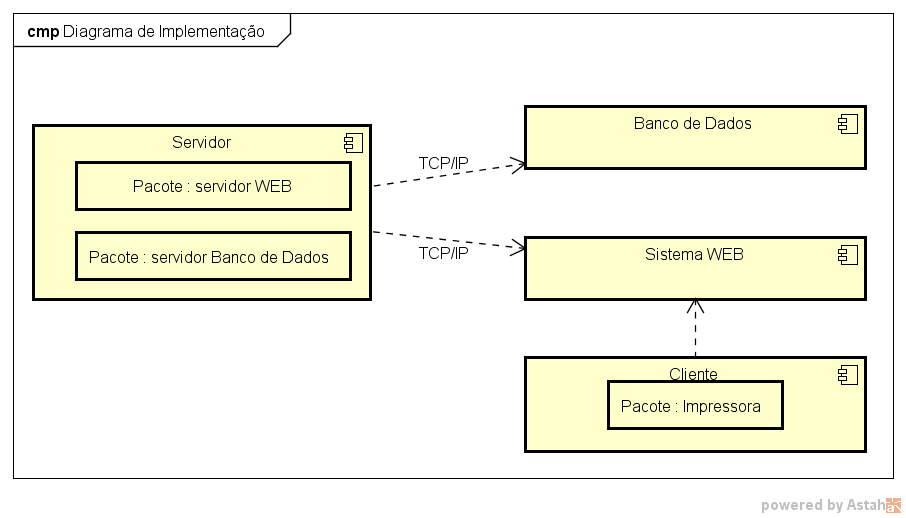 cmp Diagrama de Implementação
Servidor
Pacote : servidor WEB
Pacote : servidor Banco de Dados
TCP/IP
TCP/IP
Banco de Dados
Sistema WEB
Cliente
Pacote : Impressora
powered by Astah